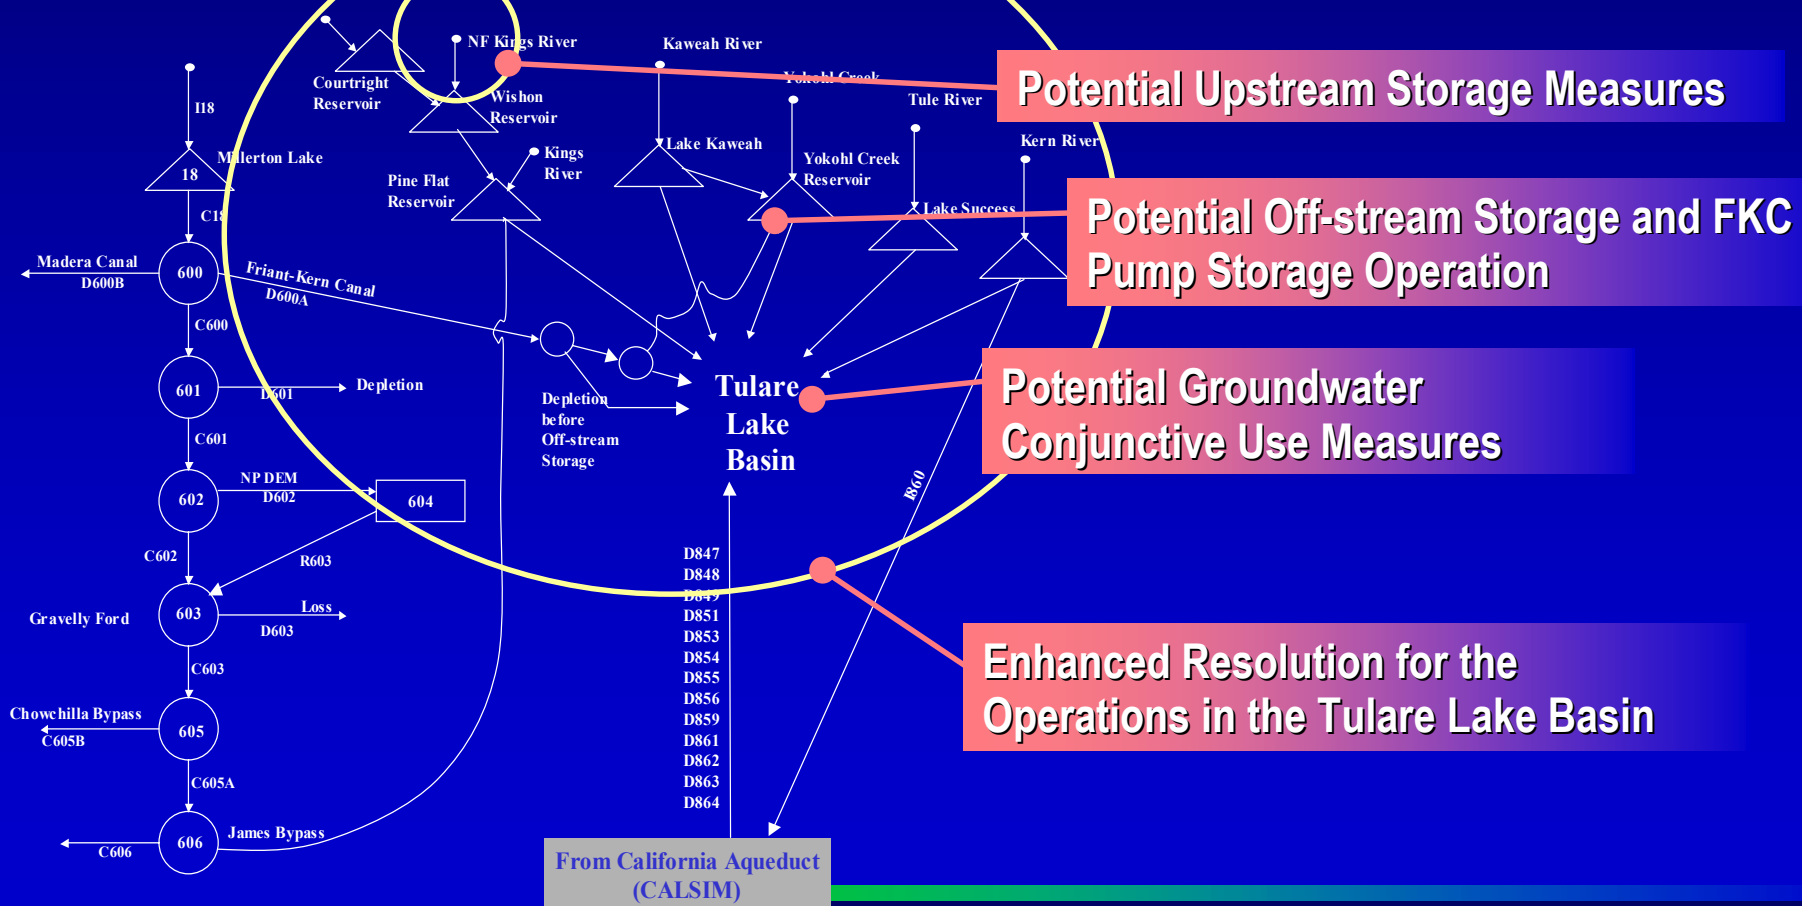 NF Kings River
Kaweah River
Courtright
Reservoir
Yokohl Creek
Potential Upstream Storage Measures
Wishon
Reservoir
Tule River
I18
Kern River
Millerton Lake
18
Kings
River
Lake Kaweah
Yokohl Creek
Reservoir
Pine Flat
Reservoir
C18
Lake Success
Potential Off-stream Storage and FKC
Pump Storage Operation
Madera Canal
D600B
600
Friant-Kern Canal
D600A
C600
601
D601
Depletion
Tulare
Lake
Basin
Potential Groundwater
Conjunctive Use Measures
Depletion
before
Off-stream
Storage
C601
NP DEM
D602
602
604
I860
C602
R603
D847
D848
D849
D851
D853
D854
D855
D856
D859
D861
D862
D863
D864
Gravelly Ford
603
Loss
D603
Enhanced Resolution for the
Operations in the Tulare Lake Basin
C603
Chowchilla Bypass
C605B
605
C605A
James Bypass
606
C606
From California Aqueduct
(CALSIM)